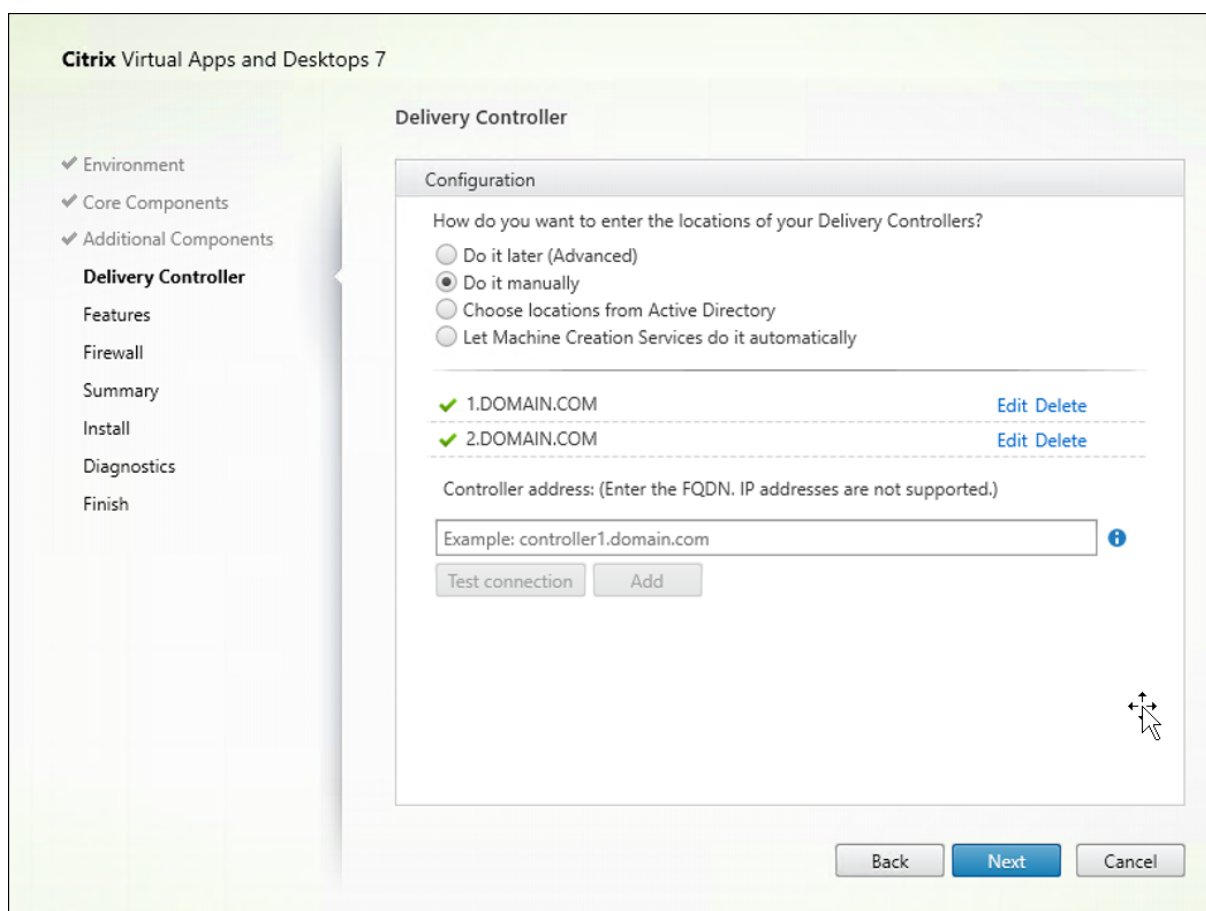 Citrix Virtual Apps and Desktops 7
Delivery Controller
Environment
Core Components
Additional Components
Delivery Controller
Features
Firewall
Summary
Install
Diagnostics
Finish
Configuration
How do you want to enter the locations of your Delivery Controllers?
Do it later (Advanced)
Do it manually
Choose locations from Active Directory
Let Machine Creation Services do it automatically
1.DOMAIN.COM Edit Delete
2.DOMAIN.COM Edit Delete
Controller address: (Enter the FQDN. IP addresses are not supported.)
Example: controller1.domain.com
Test connection Add
Back Next Cancel